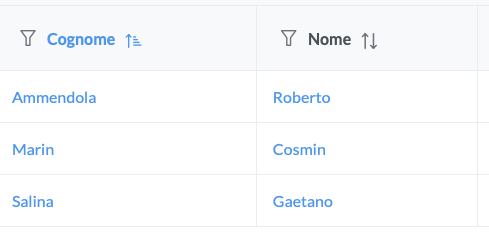 Cognome Nome
Ammendola Roberto
Marin Cosmin
Salina Gaetano